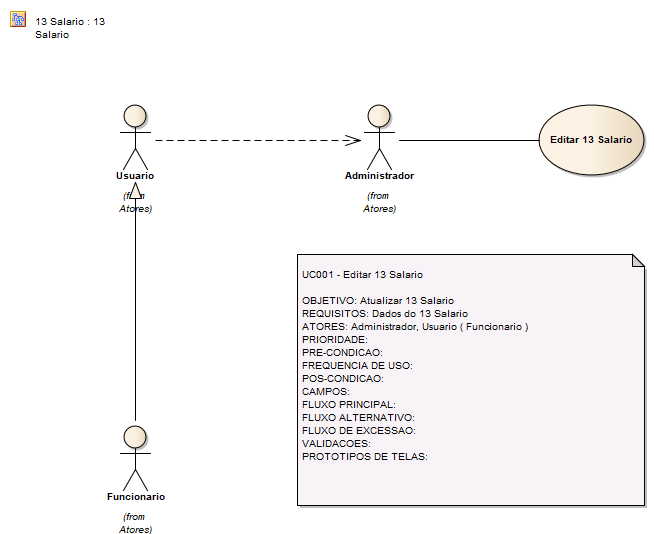 13 Salario : 13
Salario
Usuario
(from
Atores)
Administrador
(from
Atores)
Editar 13 Salario
UC001 - Editar 13 Salario
OBJETIVO: Atualizar 13 Salario
REQUISITOS: Dados do 13 Salario
ATORES: Administrador, Usuario ( Funcionario )
PRIORIDADE:
PRE-CONDICAO:
FREQUENCIA DE USO:
POS-CONDICAO:
CAMPOS:
FLUXO PRINCIPAL:
FLUXO ALTERNATIVO:
FLUXO DE EXCESSAO:
VALIDACOES:
PROTOTIPOS DE TELAS:
Funcionario
(from
Atores)